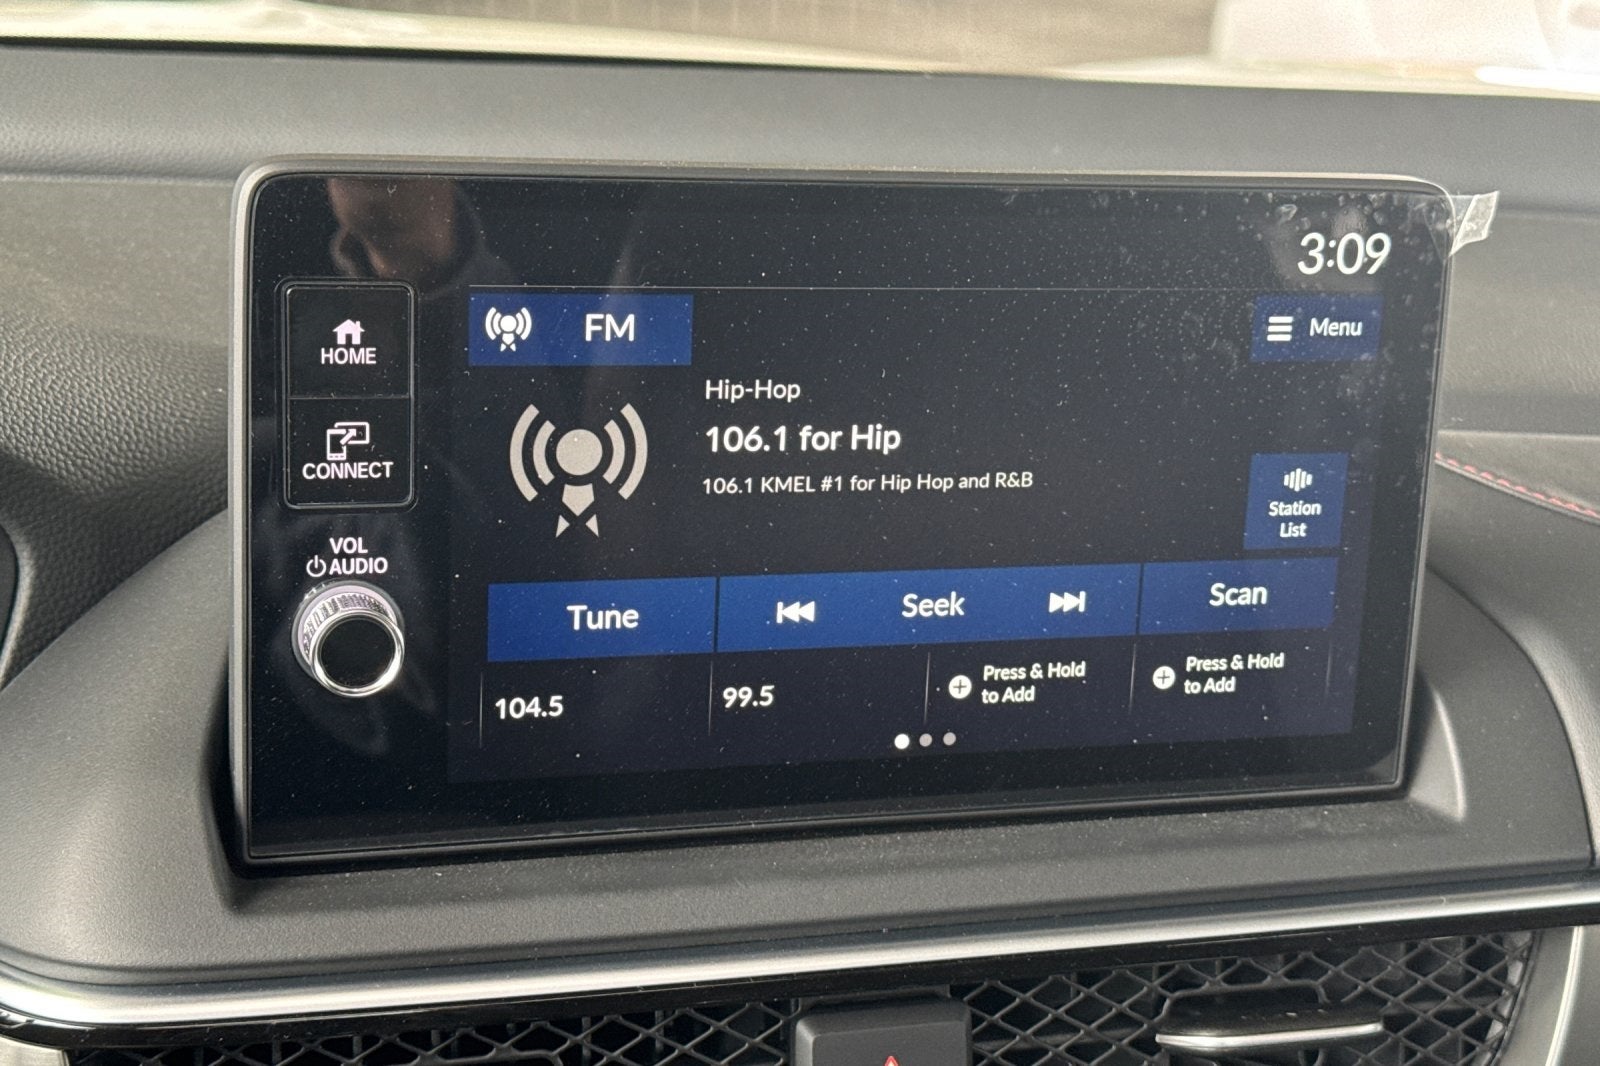 3:09
HOME
CONNECT
VOL
AUDIO
FM
Menu
Hip-Hop
106.1 for Hip
106.1 KMEL #1 for Hip Hop and R&B
Station
List
Tune
Seek
Scan
104.5
99.5
Press & Hold
to Add
Press & Hold
to Add